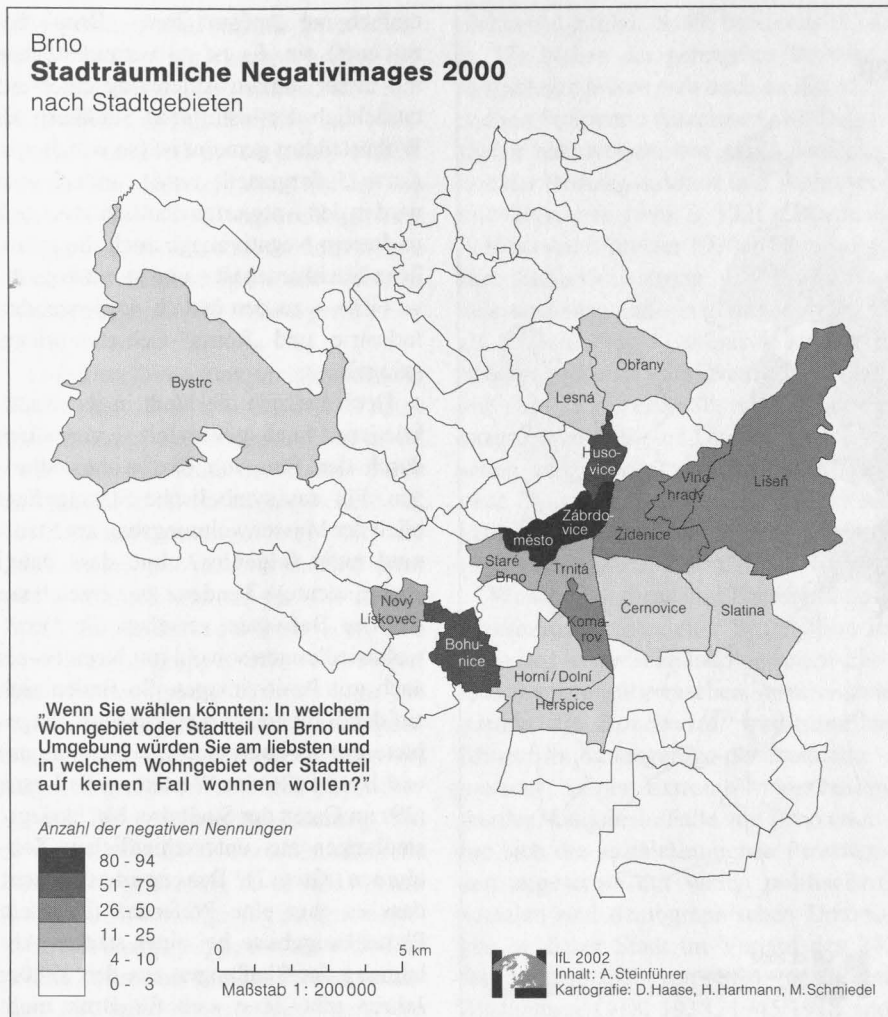 Brno
Stadträumliche Negativimages 2000
nach Stadtgebieten
Bystrc
Obřany
Lesná
Huso-
vice
Vino-
hrady
Líšeň
Zábrdo-
vice
město
Židenice
Staré
Brno
Trnitá
Nový
Lískovec
Koma-
rov
Černovice
Slatina
Bohu-
nice
Horní/Dolní
Heršpice
„Wenn Sie wählen könnten: In welchem
Wohngebiet oder Stadtteil von Brno und
Umgebung würden Sie am liebsten und
in welchem Wohngebiet oder Stadtteil
auf keinem Fall wohnen wollen?"
Anzahl der negativen Nennungen
80 - 94
51 - 79
26 - 50
11 - 25
4 - 10
0 - 3
0 5 km
Maßstab 1: 200000
IfL 2002
Inhalt: A.Steinführer
Kartografie: D.Haase, H.Hartmann, M.Schmiedel